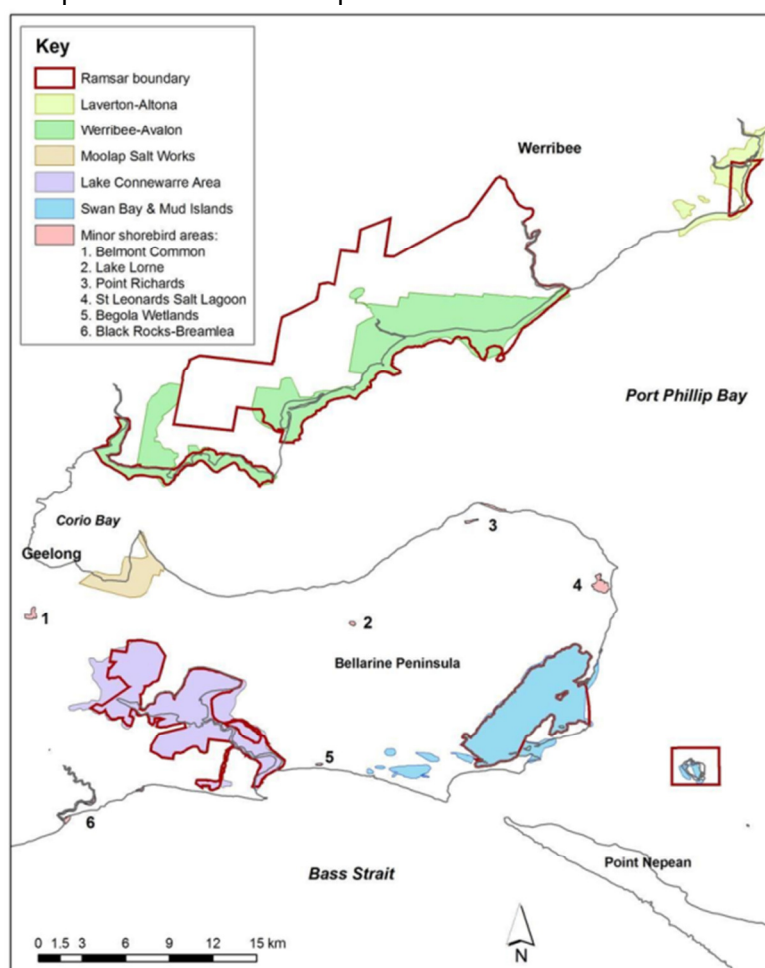 Key
Ramsar boundary
Laverton-Altona
Werribee-Avalon
Moolap Salt Works
Lake Connewarre Area
Swan Bay & Mud Islands
Minor shorebird areas:
1. Belmont Common
2. Lake Lorne
3. Point Richards
4. St Leonards Salt Lagoon
5. Begola Wetlands
6. Black Rocks-Breamlea
Werribee
Port Phillip Bay
Corio Bay
Geelong
3
4
1
2
Bellarine Peninsula
5
6
Point Nepean
Bass Strait
N
0 1.5 3 6 9 12 15 km